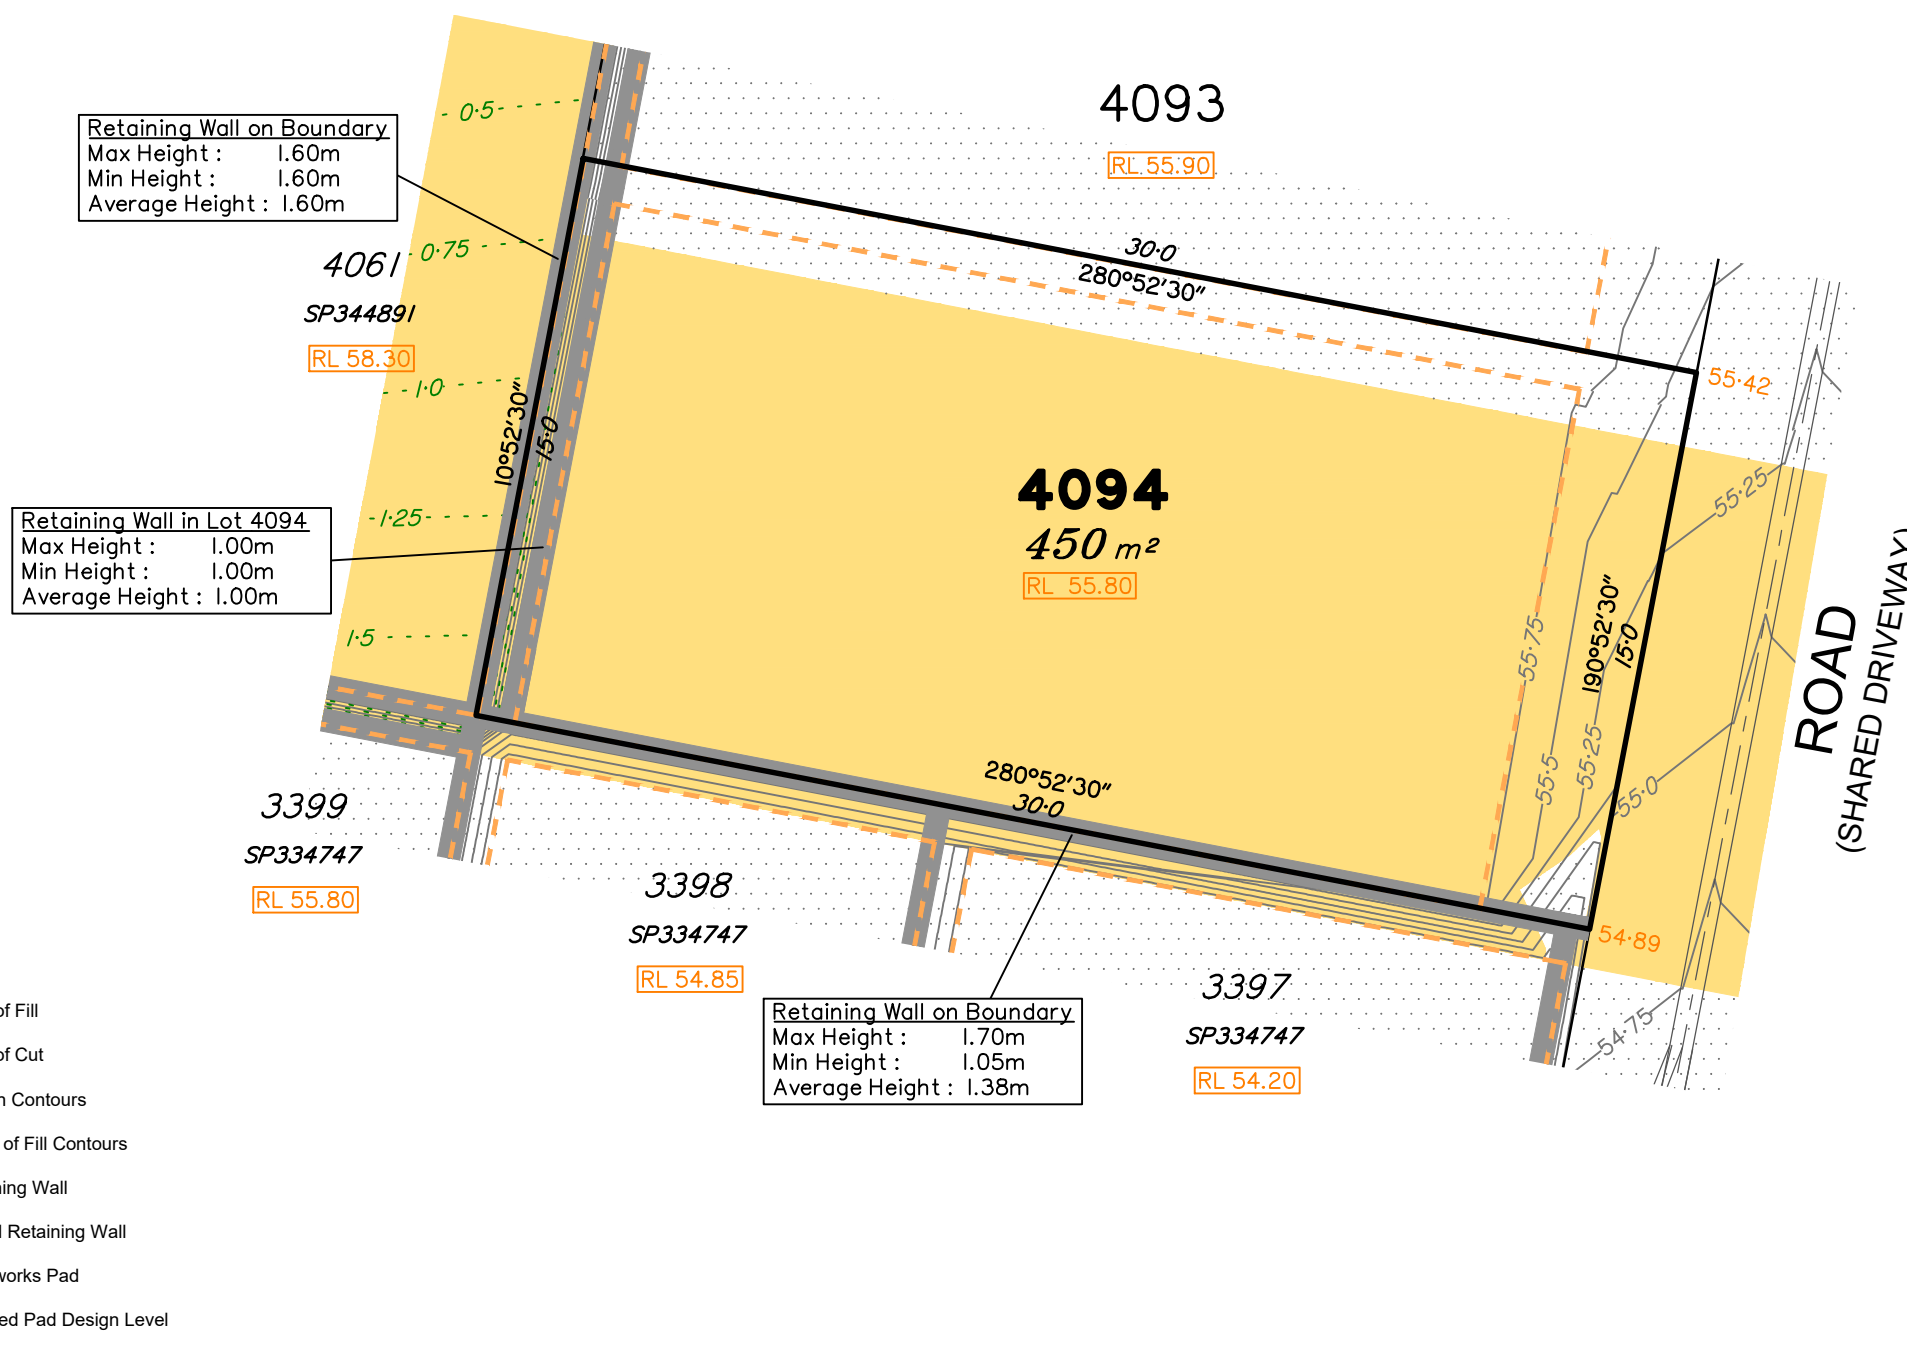 4093
RL 55.90
0·5
Retaining Wall on Boundary
Max Height : 1.60m
Min Height : 1.60m
Average Height : 1.60m
0·75
4061
SP344891
RL 58.30
1·0
30·0
280°52'30"
55·42
10°52'30"
15·0
4094
450 m²
RL 55.80
Retaining Wall in Lot 4094
Max Height : 1.00m
Min Height : 1.00m
Average Height : 1.00m
1·25
1·5
55·25
55·75
190°52'30"
15·0
55·5
55·25
55·0
ROAD
(SHARED DRIVEWAY)
280°52'30"
30·0
3399
SP334747
RL 55.80
3398
SP334747
RL 54.85
54·89
3397
SP334747
RL 54.20
54·75
Retaining Wall on Boundary
Max Height : 1.70m
Min Height : 1.05m
Average Height : 1.38m
of Fill
of Cut
Contours
of Fill Contours
Wall
Retaining Wall
Pad
Pad Design Level